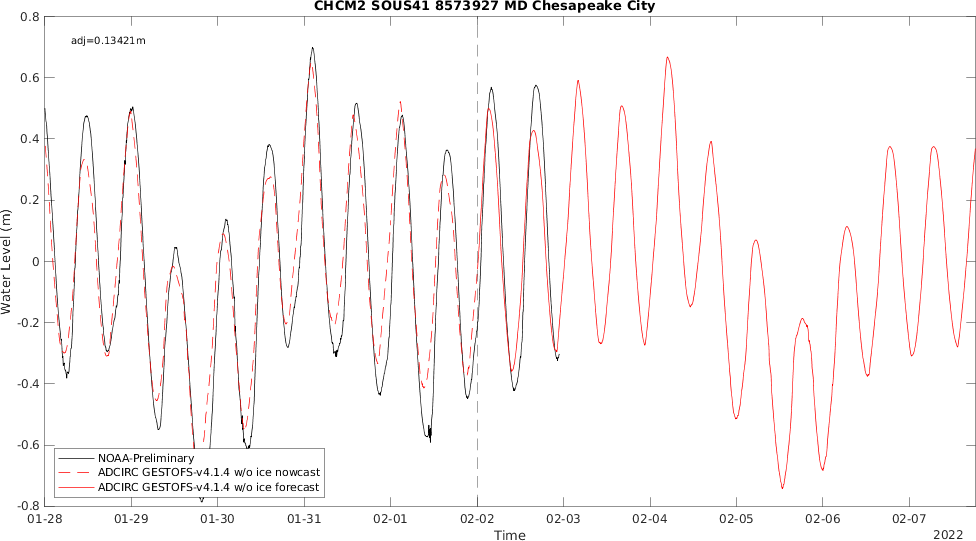 CHCM2 SOUS41 8573927 MD Chesapeake City
adj=0.13421m
0.8
0.6
0.4
0.2
0
-0.2
-0.4
-0.6
-0.8
Water Level (m)
NOAA-Preliminary
ADCIRC GESTOFS-v4.1.4 w/o ice nowcast
ADCIRC GESTOFS-v4.1.4 w/o ice forecast
01-28 01-29 01-30 01-31 02-01 02-02 02-03 02-04 02-05 02-06 02-07
Time
2022